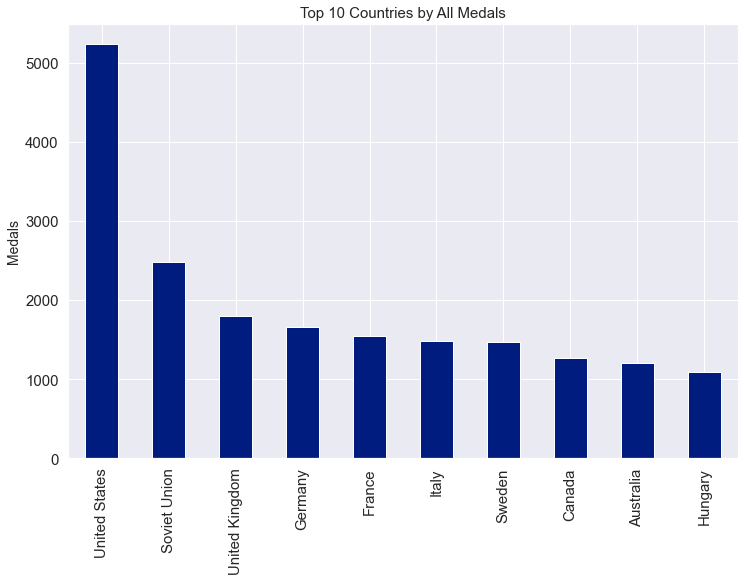 Top 10 Countries by All Medals
Medals
5000
4000
3000
2000
1000
0
United States
Soviet Union
United Kingdom
Germany
France
Italy
Sweden
Canada
Australia
Hungary